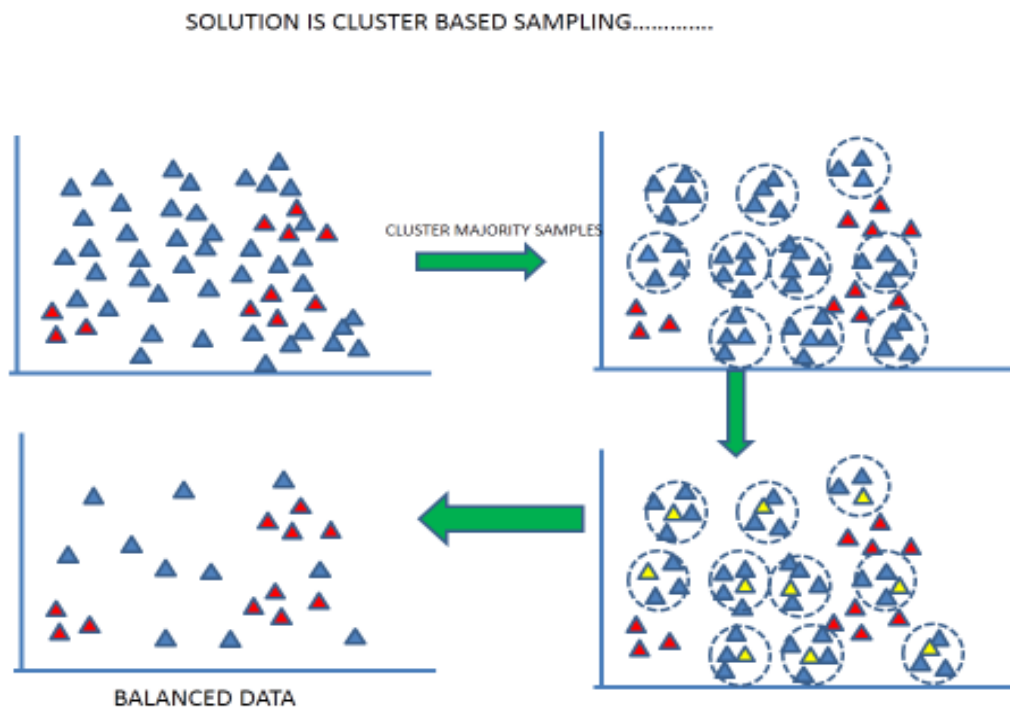 SOLUTION IS CLUSTER BASED SAMPLING.............
CLUSTER MAJORITY SAMPLES
BALANCED DATA